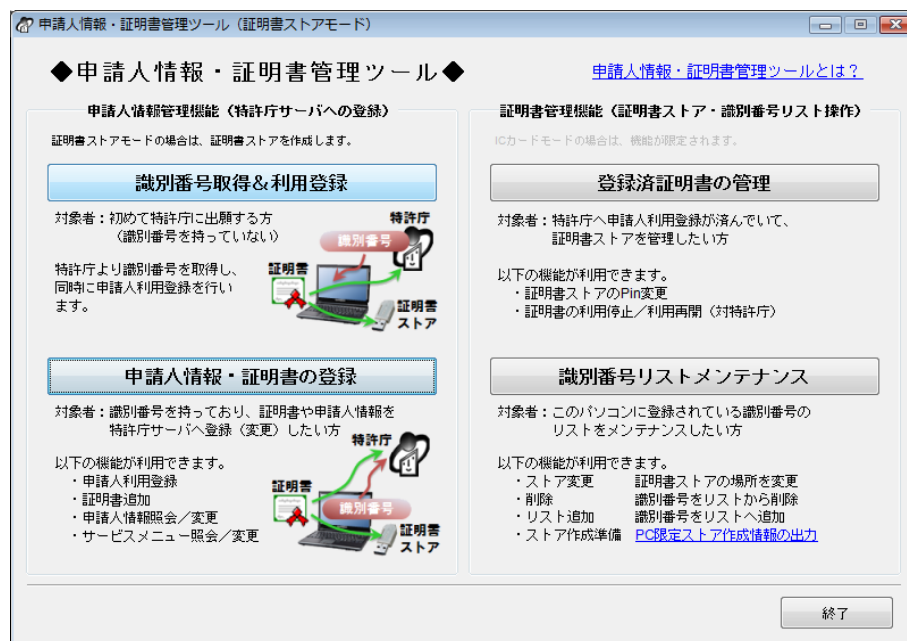 申請人情報・証明書管理ツール（証明書ストアモード）
◆申請人情報・証明書管理ツール◆
申請人情報・証明書管理ツールとは？
申請人情報管理機能（特許庁サーバへの登録）
証明書ストアモードの場合は、証明書ストアを作成します。
識別番号取得＆利用登録
対象者：初めて特許庁に出願する方
（識別番号を持っていない）
特許庁より識別番号を取得し、
同時に申請人利用登録を行い
ます。
特許庁
識別番号
証明書
証明書
ストア
申請人情報・証明書の登録
対象者：識別番号を持っており、証明書や申請人情報を
特許庁サーバへ登録（変更）したい方
以下の機能が利用できます。
・申請人利用登録
・証明書追加
・申請人情報照会／変更
・サービスメニュー照会／変更
特許庁
証明書
識別番号
証明書
ストア
証明書管理機能（証明書ストア・識別番号リスト操作）
ICカードモードの場合は、機能が限定されます。
登録済証明書の管理
対象者：特許庁へ申請人利用登録が済んでいて、
証明書ストアを管理したい方
以下の機能が利用できます。
・証明書ストアのPin変更
・証明書の利用停止／利用再開（対特許庁）
識別番号リストメンテナンス
対象者：このパソコンに登録されている識別番号の
リストをメンテナンスしたい方
以下の機能が利用できます。
・ストア変更 証明書ストアの場所を変更
・削除 識別番号をリストから削除
・リスト追加 識別番号をリストへ追加
・ストア作成準備 PC限定ストア作成情報の出力
終了